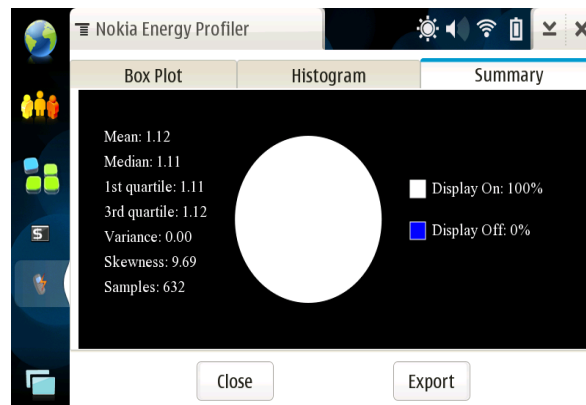 Nokia Energy Profiler
Box Plot
Histogram
Summary
Mean: 1.12
Median: 1.11
1st quartile: 1.11
3rd quartile: 1.12
Variance: 0.00
Skewness: 9.69
Samples: 632
Display On: 100%
Display Off: 0%
Close
Export